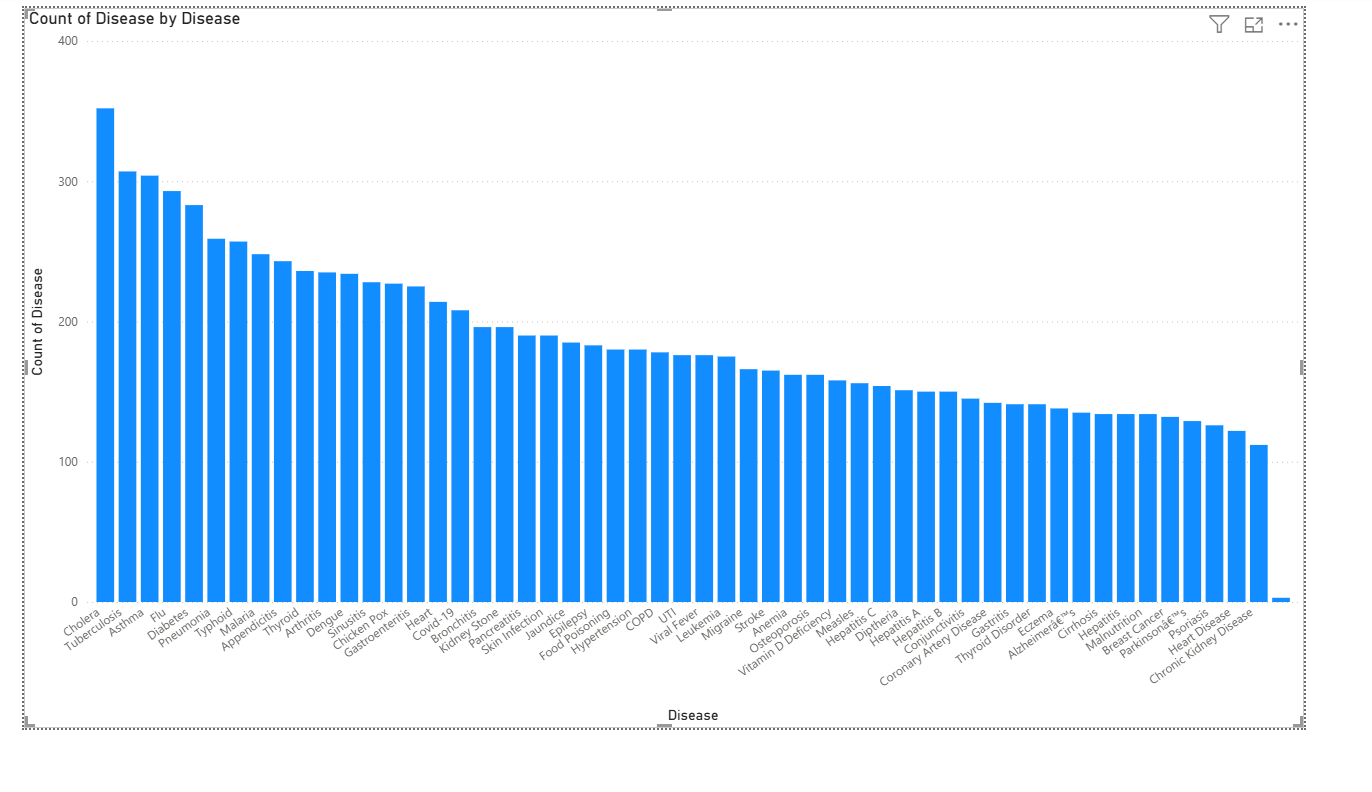 Count of Disease by Disease
400
300
200
100
0
Count of Disease
Cholera
Tuberculosis
Asthma
Flu
Diabetes
Pneumonia
Typhoid
Malaria
Appendicitis
Thyroid
Arthritis
Dengue
Sinusitis
Chicken Pox
Gastroenteritis
Heart
Covid-19
Bronchitis
Kidney Stone
Pancreatitis
Skin Infection
Jaundice
Epilepsy
Food Poisoning
Hypertension
COPD
UTI
Viral Fever
Leukemia
Migraine
Stroke
Anemia
Osteoporosis
Vitamin D Deficiency
Measles
Hepatitis C
Diptheria
Hepatitis A
Hepatitis B
Conjunctivitis
Coronary Artery Disease
Gastritis
Thyroid Disorder
Eczema
Alzheimerâ€™s
Cirrhosis
Hepatitis
Malnutrition
Breast Cancer
Parkinsonâ€™s
Psoriasis
Heart Disease
Chronic Kidney Disease
Disease